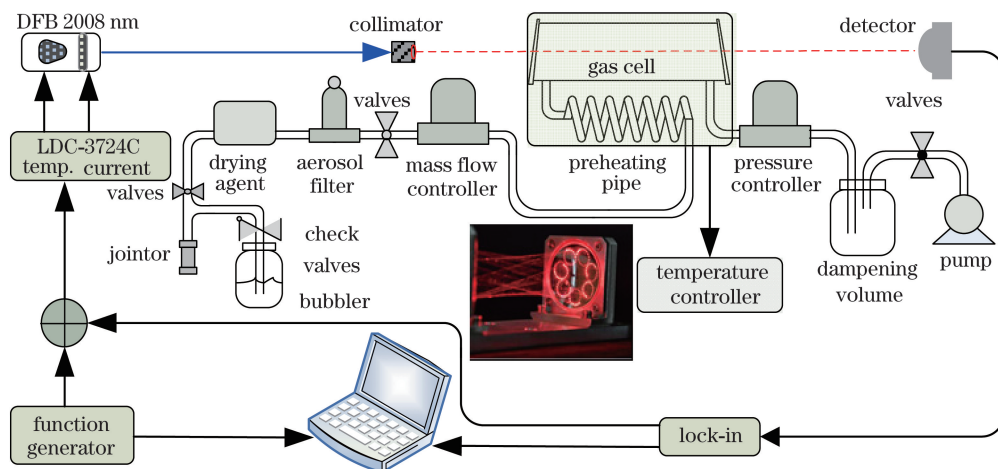 DFB 2008 nm
collimator
detector
gas cell
valves
valves
LDC-3724C
temp. current
drying
agent
aerosol
filter
mass flow
controller
preheating
pipe
pressure
controller
valves
jointor
check
valves
bubbler
temperature
controller
dampening
volume
pump
function
generator
lock-in